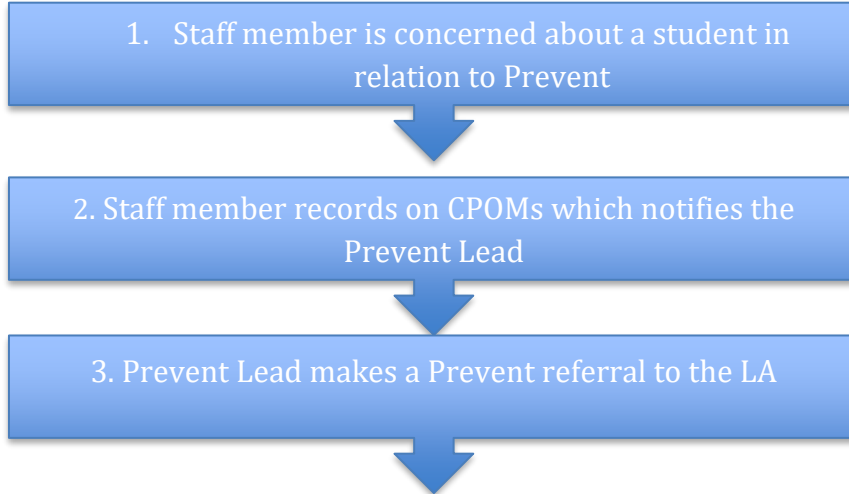 1. Staff member is concerned about a student in
relation to Prevent
2. Staff member records on CPOMs which notifies the
Prevent Lead
3. Prevent Lead makes a Prevent referral to the LA